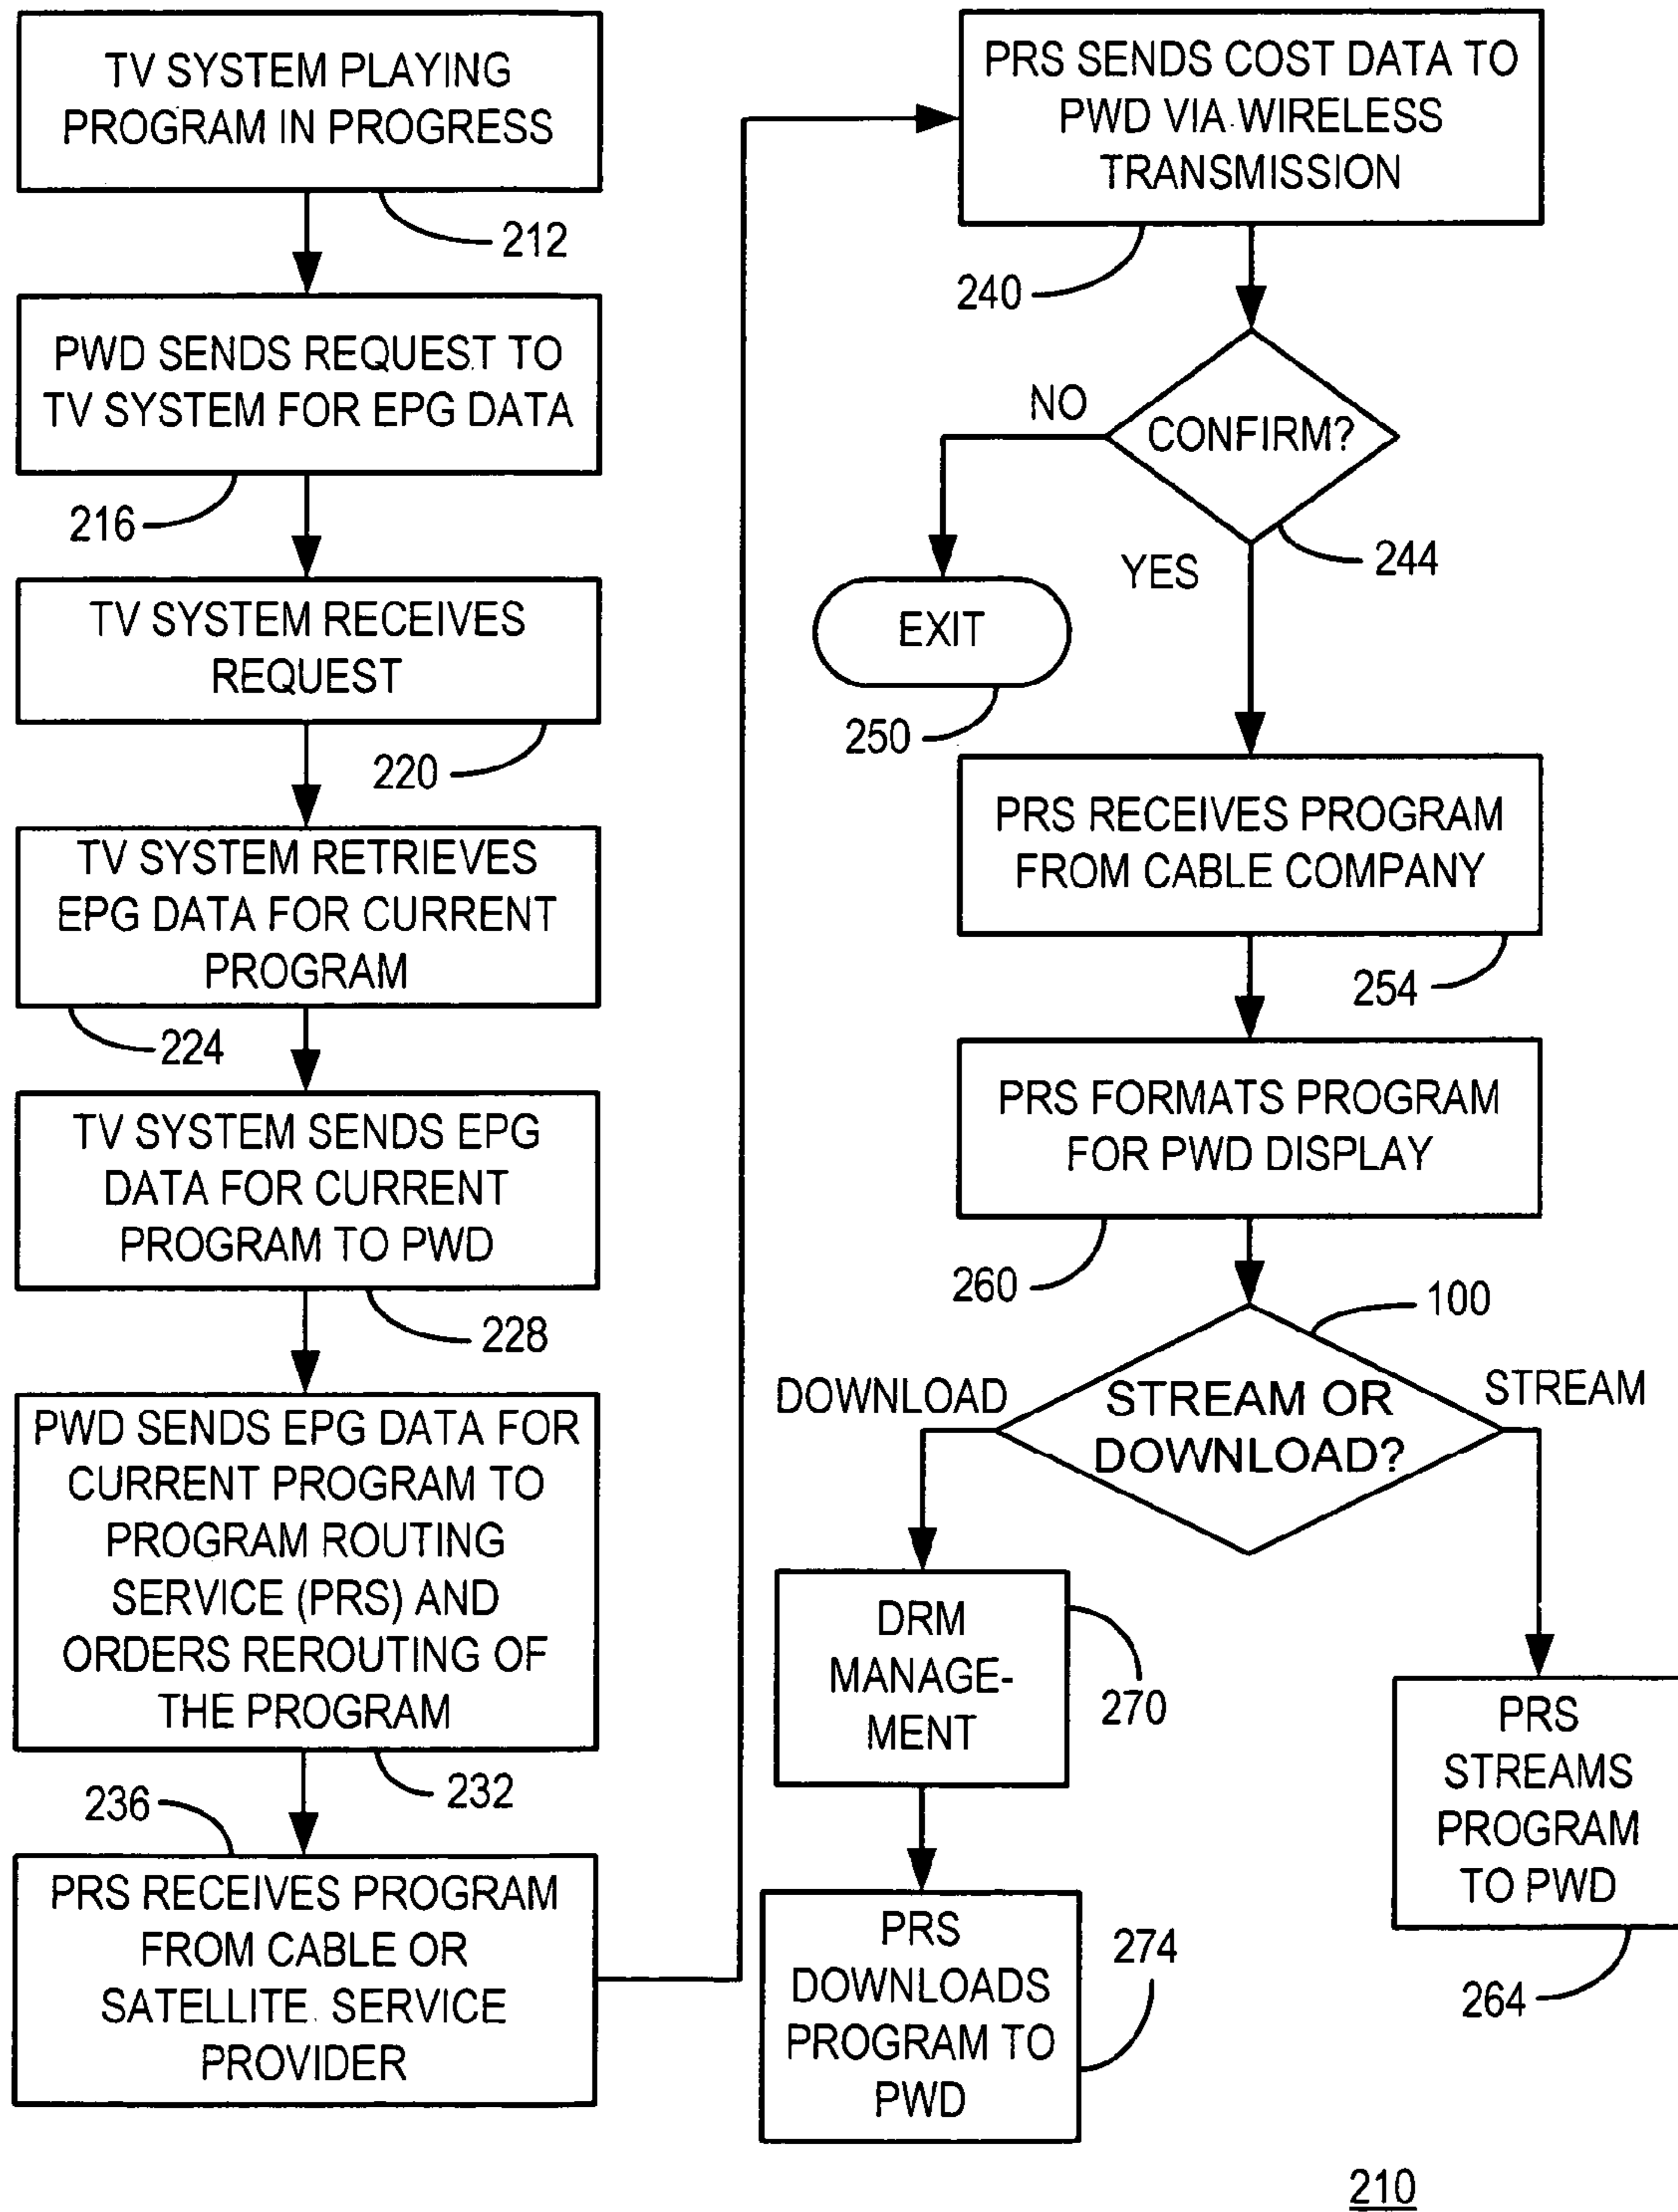 TV SYSTEM PLAYING
PROGRAM IN PROGRESS
212
PWD SENDS REQUEST TO
TV SYSTEM FOR EPG DATA
216
TV SYSTEM RECEIVES
REQUEST
220
TV SYSTEM RETRIEVES
EPG DATA FOR CURRENT
PROGRAM
224
TV SYSTEM SENDS EPG
DATA FOR CURRENT
PROGRAM TO PWD
228
PWD SENDS EPG DATA FOR
CURRENT PROGRAM TO
PROGRAM ROUTING
SERVICE (PRS) AND
ORDERS REROUTING OF
THE PROGRAM
232
236
PRS RECEIVES PROGRAM
FROM CABLE OR
SATELLITE SERVICE
PROVIDER
PRS SENDS COST DATA TO
PWD VIA WIRELESS
TRANSMISSION
240
CONFIRM?
244
NO
YES
EXIT
250
PRS RECEIVES PROGRAM
FROM CABLE COMPANY
254
PRS FORMATS PROGRAM
FOR PWD DISPLAY
260
100
STREAM OR
DOWNLOAD?
DOWNLOAD
STREAM
DRM
MANAGE-
MENT
270
PRS
DOWNLOADS
PROGRAM TO
PWD
274
PRS
STREAMS
PROGRAM
TO PWD
264
210